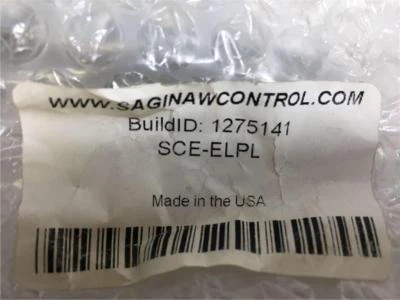 WWW.SAGINAWCONTROL.COM
BuildID: 1275141
SCE-ELPL
Made in the USA